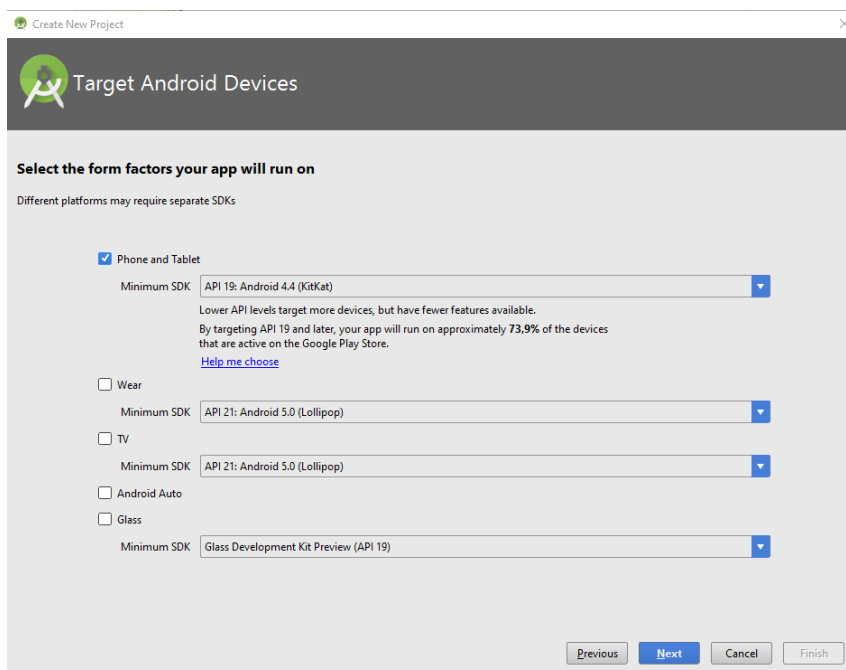 Create New Project
Target Android Devices
Select the form factors your app will run on
Different platforms may require separate SDKs
Phone and Tablet
Minimum SDK API 19: Android 4.4 (KitKat)
Lower API levels target more devices, but have fewer features available.
By targeting API 19 and later, your app will run on approximately 73,9% of the devices
that are active on the Google Play Store.
Help me choose
Wear
Minimum SDK API 21: Android 5.0 (Lollipop)
TV
Minimum SDK API 21: Android 5.0 (Lollipop)
Android Auto
Glass
Minimum SDK Glass Development Kit Preview (API 19)
Previous Next Cancel Finish